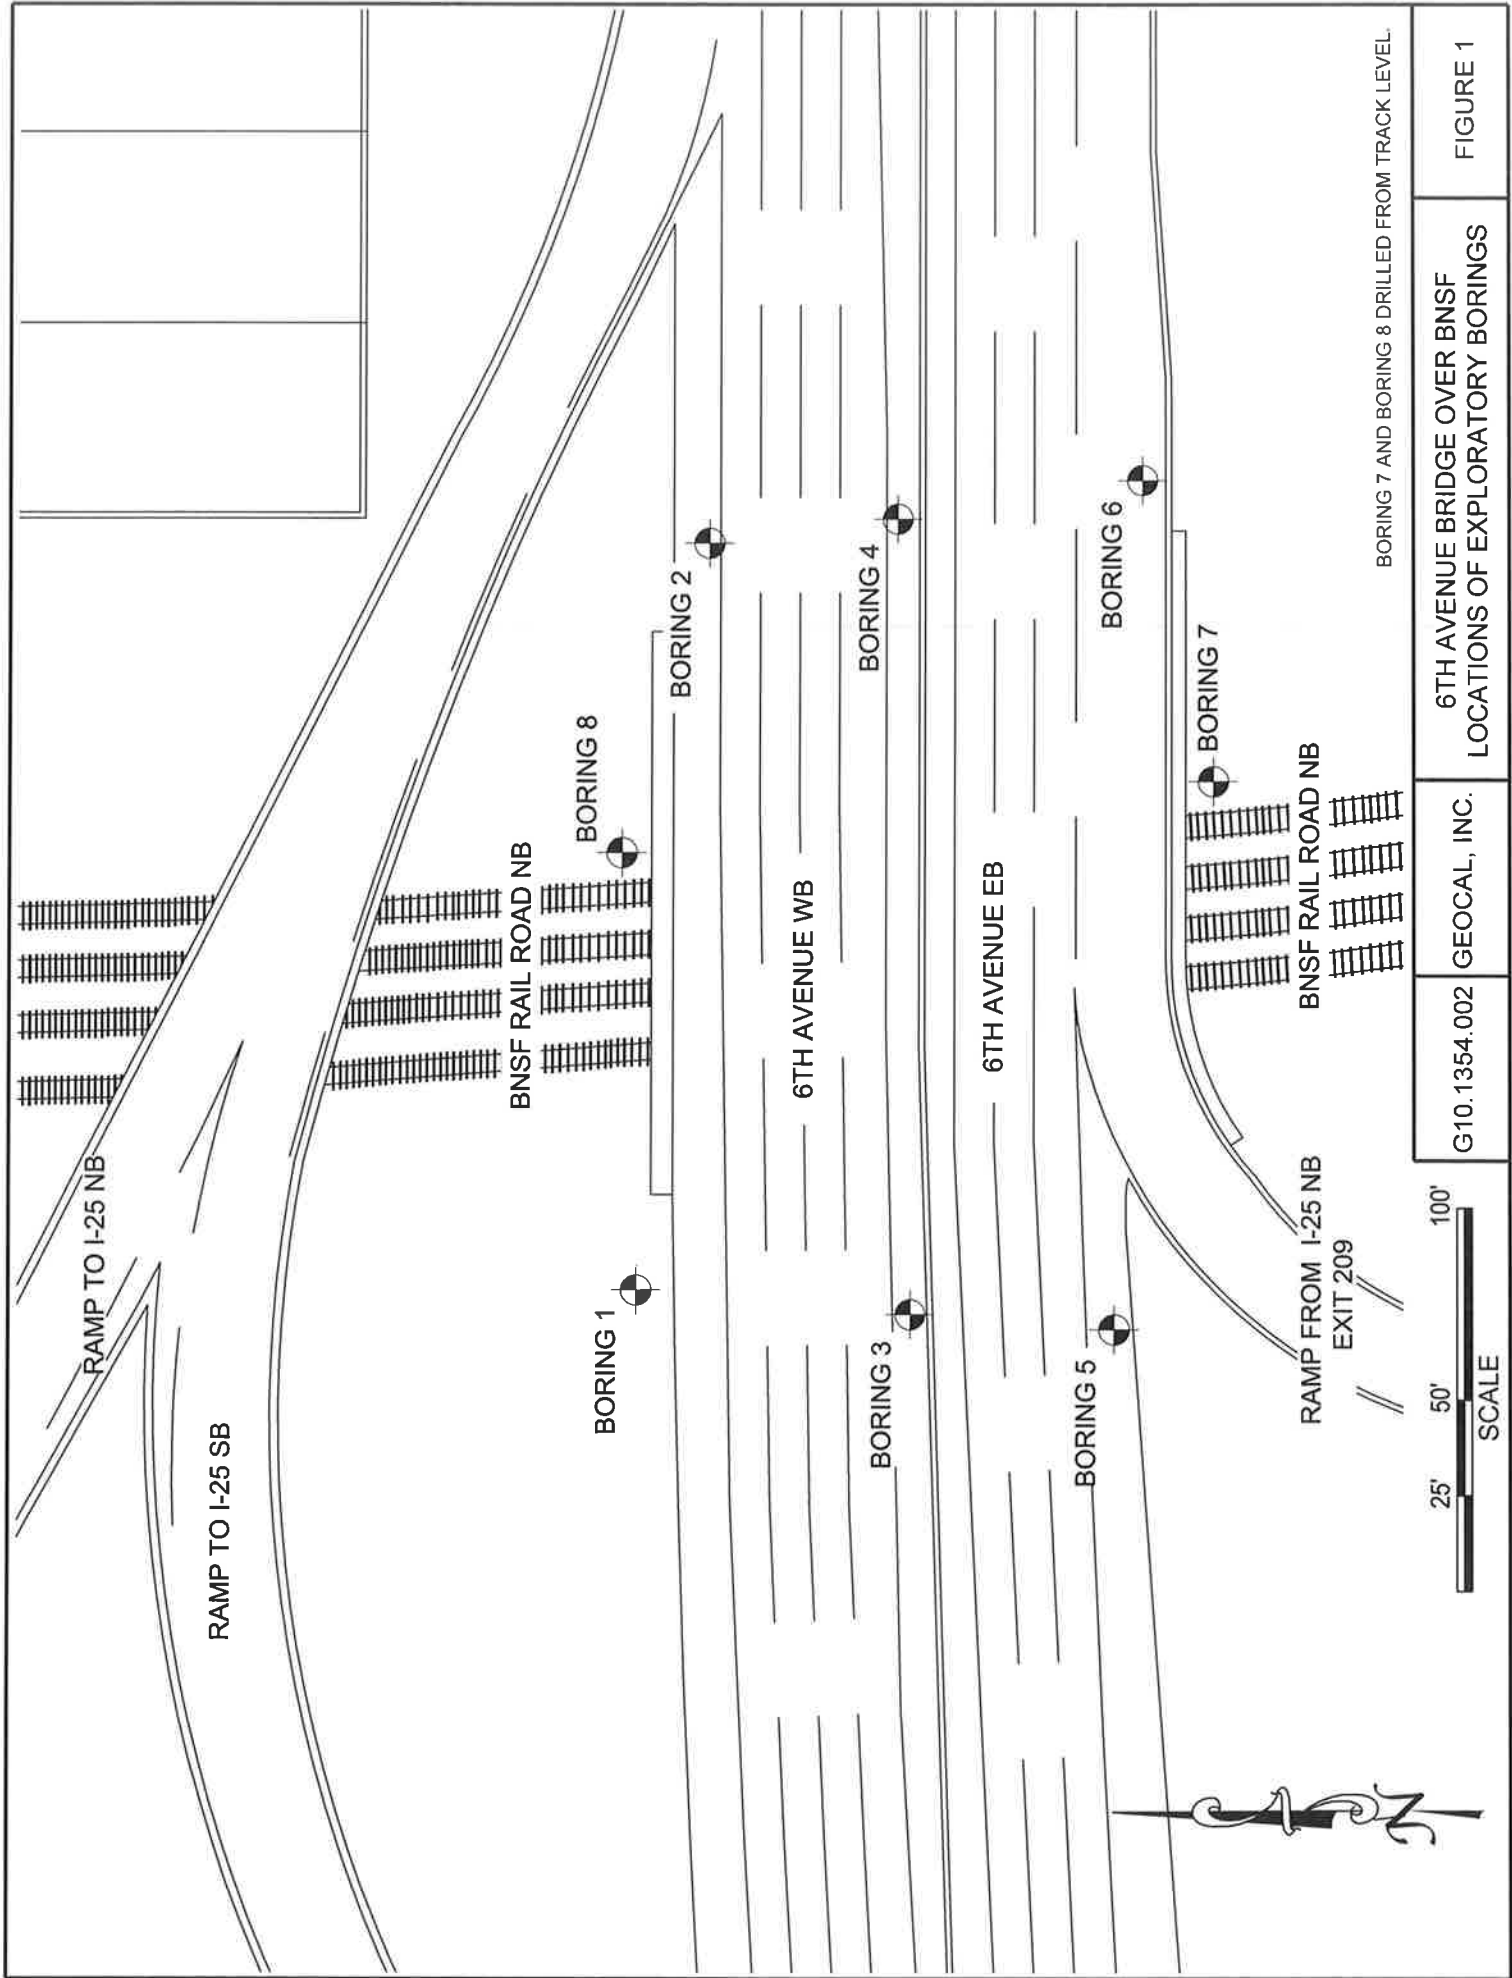 RAMP TO I-25 NB
RAMP TO I-25 SB
BNSF RAIL ROAD NB
BORING 8
BORING 1
BORING 2
6TH AVENUE WB
BORING 3
BORING 4
6TH AVENUE EB
BORING 5
BORING 6
BORING 7
BNSF RAIL ROAD NB
RAMP FROM I-25 NB
EXIT 209
BORING 7 AND BORING 8 DRILLED FROM TRACK LEVEL.
N
25'
50'
100'
SCALE
G10.1354.002
GEOCAL, INC.
6TH AVENUE BRIDGE OVER BNSF
LOCATIONS OF EXPLORATORY BORINGS
FIGURE 1